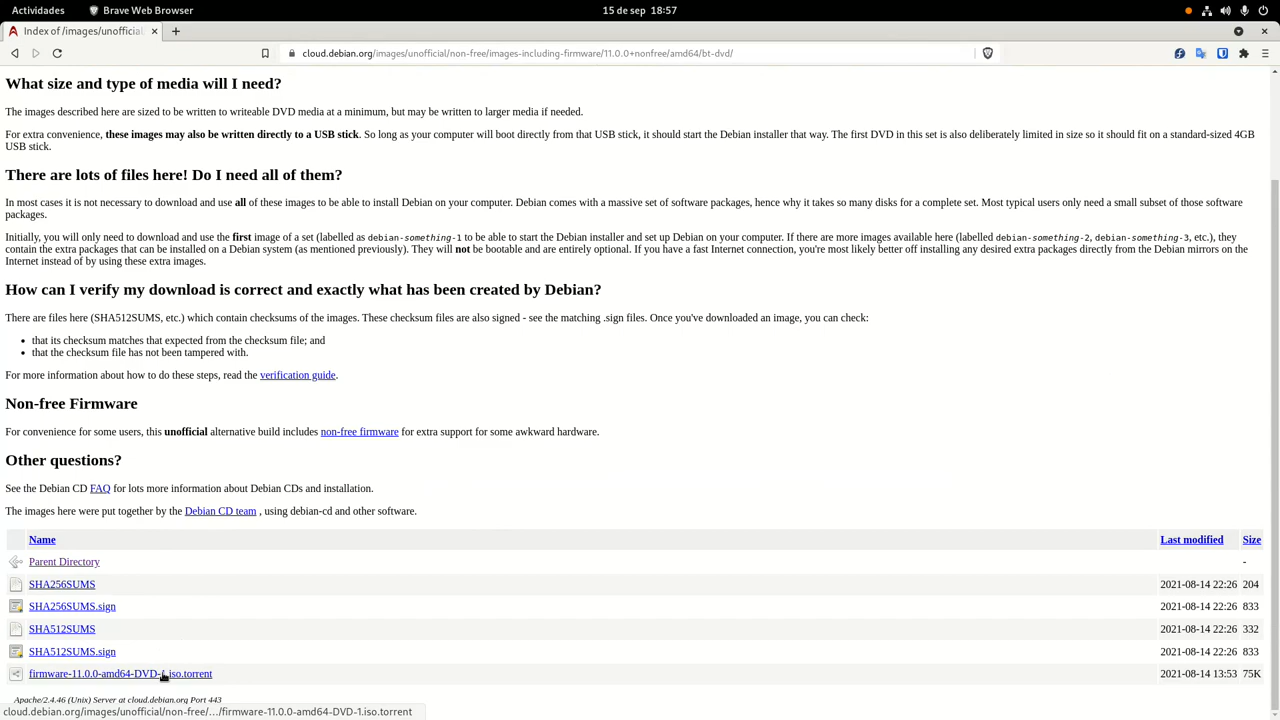 Actividades Brave Web Browser 15 de sep 18:57
Index of /images/unofficial/
cloud.debian.org/images/unofficial/non-free/images-including-firmware/11.0.0+nonfree/amd64/bt-dvd/
What size and type of media will I need?
The images described here are sized to be written to writeable DVD media at a minimum, but may be written to larger media if needed.
For extra convenience, these images may also be written directly to a USB stick. So long as your computer will boot directly from that USB stick, it should start the Debian installer that way. The first DVD in this set is also deliberately limited in size so it should fit on a standard-sized 4GB
USB stick.
There are lots of files here! Do I need all of them?
In most cases it is not necessary to download and use all of these images to be able to install Debian on your computer. Debian comes with a massive set of software packages, hence why it takes so many disks for a complete set. Most typical users only need a small subset of those software
packages.
Initially, you will only need to download and use the first image of a set (labelled as debian-something-1 to be able to start the Debian installer and set up Debian on your computer. If there are more images available here (labelled debian-something-2, debian-something-3, etc.), they
contain the extra packages that can be installed on a Debian system (as mentioned previously). They will not be bootable and are entirely optional. If you have a fast Internet connection, you're most likely better off installing any desired extra packages directly from the Debian mirrors on the
Internet instead of by using these extra images.
How can I verify my download is correct and exactly what has been created by Debian?
There are files here (SHA512SUMS, etc.) which contain checksums of the images. These checksum files are also signed - see the matching .sign files. Once you've downloaded an image, you can check:
• that its checksum matches that expected from the checksum file; and
• that the checksum file has not been tampered with.
For more information about how to do these steps, read the verification guide.
Non-free Firmware
For convenience for some users, this unofficial alternative build includes non-free firmware for extra support for some awkward hardware.
Other questions?
See the Debian CD FAQ for lots more information about Debian CDs and installation.
The images here were put together by the Debian CD team , using debian-cd and other software.
Name Last modified Size
Parent Directory -
SHA256SUMS 2021-08-14 22:26 204
SHA256SUMS.sign 2021-08-14 22:26 833
SHA512SUMS 2021-08-14 22:26 332
SHA512SUMS.sign 2021-08-14 22:26 833
firmware-11.0.0-amd64-DVD-1.iso.torrent 2021-08-14 13:53 75K
Apache/2.4.46 (Unix) Server at cloud.debian.org Port 443
cloud.debian.org/images/unofficial/non-free/…/firmware-11.0.0-amd64-DVD-1.iso.torrent